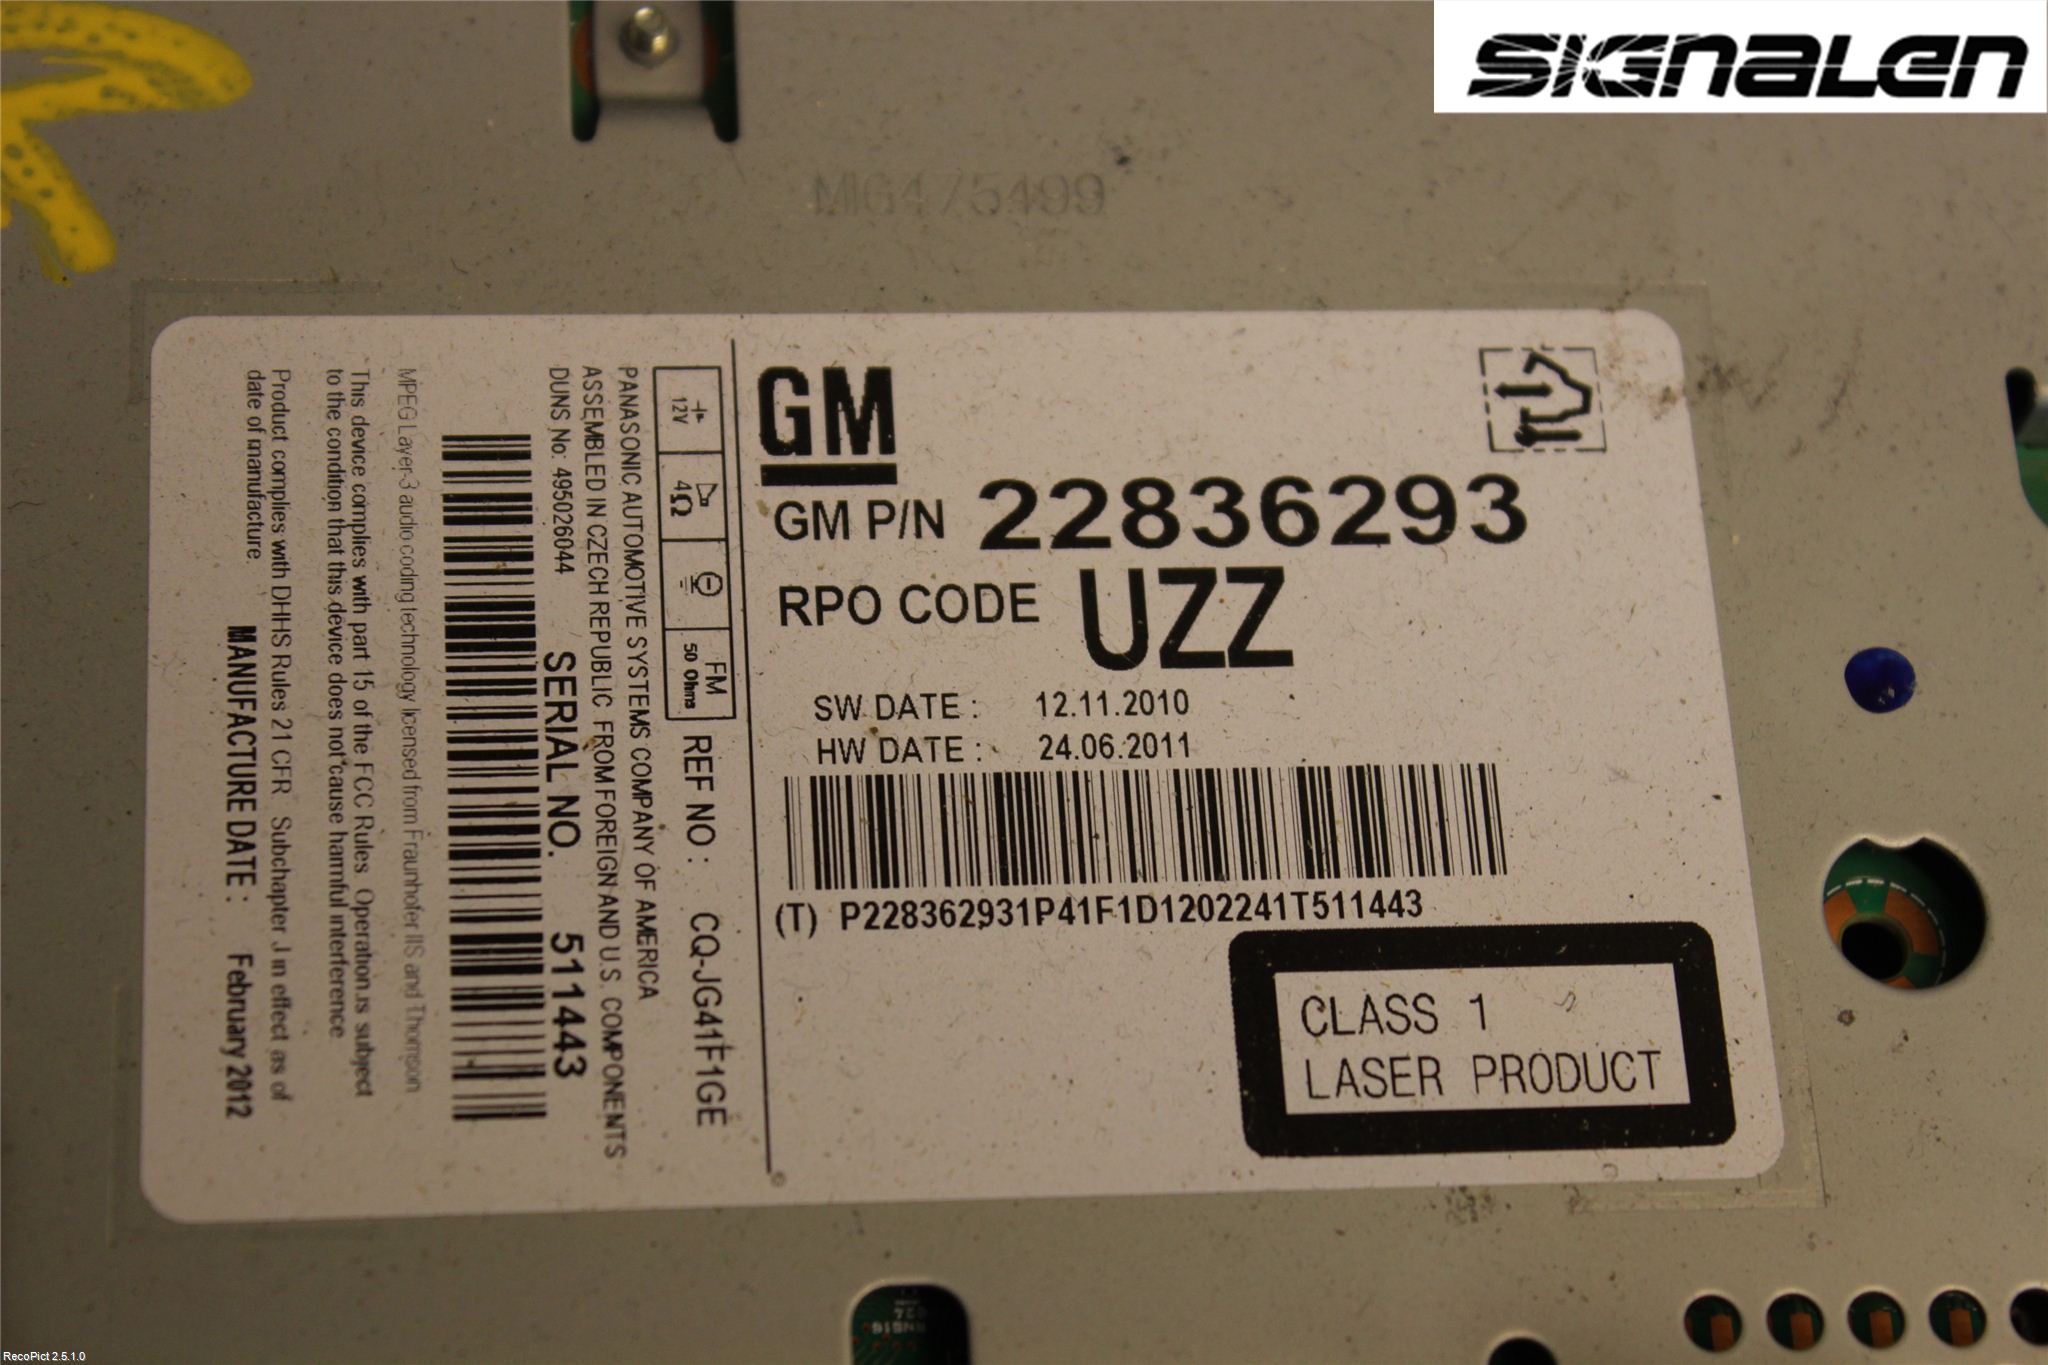 SIGNALEN
MIG475499
GM
GM P/N 22836293
RPO CODE UZZ
SW DATE : 12.11.2010
HW DATE : 24.06.2011
(T) P228362931P41F1D1202241T511443
CLASS 1
LASER PRODUCT
12V
4Ω
FM
50 Ohms
REF NO : CQ-JG41F1GE
PANASONIC AUTOMOTIVE SYSTEMS COMPANY OF AMERICA
ASSEMBLED IN CZECH REPUBLIC FROM FOREIGN AND U.S. COMPONENTS
DUNS No: 495026044
SERIAL NO. 511443
MPEG Layer-3 audio coding technology licensed from Fraunhofer IIS and Thomson
This device complies with part 15 of the FCC Rules. Operation is subject
to the condition that this device does not cause harmful interference.
Product complies with DHHS Rules 21 CFR Subchapter J in effect as of
date of manufacture.
MANUFACTURE DATE : February 2012
RecoPict 2.5.1.0